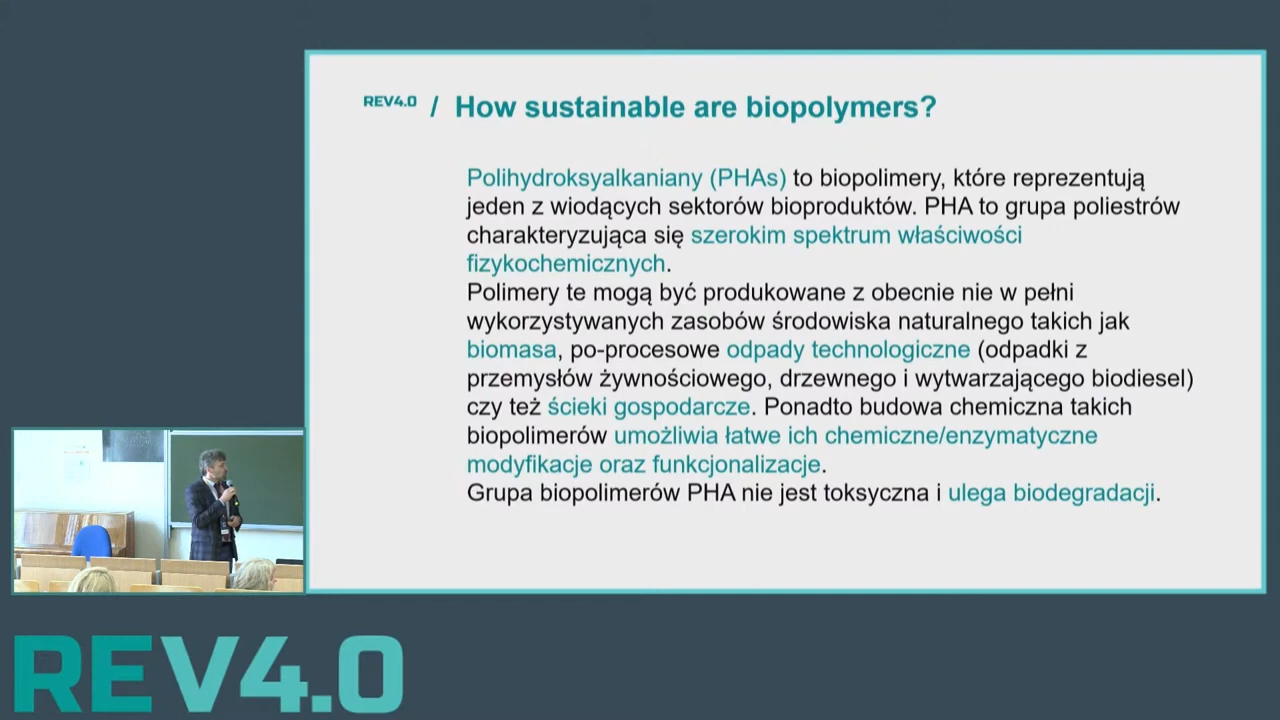 REV4.0 / How sustainable are biopolymers?
Polihydroksyalkaniany (PHAs) to biopolimery, które reprezentują
jeden z wiodących sektorów bioproduktów. PHA to grupa poliestrów
charakteryzująca się szerokim spektrum właściwości
fizykochemicznych.
Polimery te mogą być produkowane z obecnie nie w pełni
wykorzystywanych zasobów środowiska naturalnego takich jak
biomasa, po-procesowe odpady technologiczne (odpadki z
przemysłów żywnościowego, drzewnego i wytwarzającego biodiesel)
czy też ścieki gospodarcze. Ponadto budowa chemiczna takich
biopolimerów umożliwia łatwe ich chemiczne/enzymatyczne
modyfikacje oraz funkcjonalizacje.
Grupa biopolimerów PHA nie jest toksyczna i ulega biodegradacji.
REV4.0